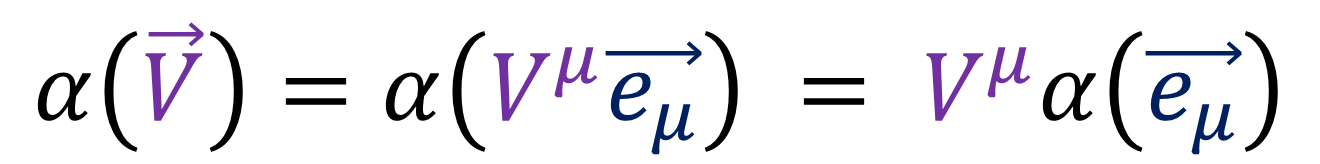 α(V⃗) = α(V^μ e⃗_μ) = V^μ α(e⃗_μ)